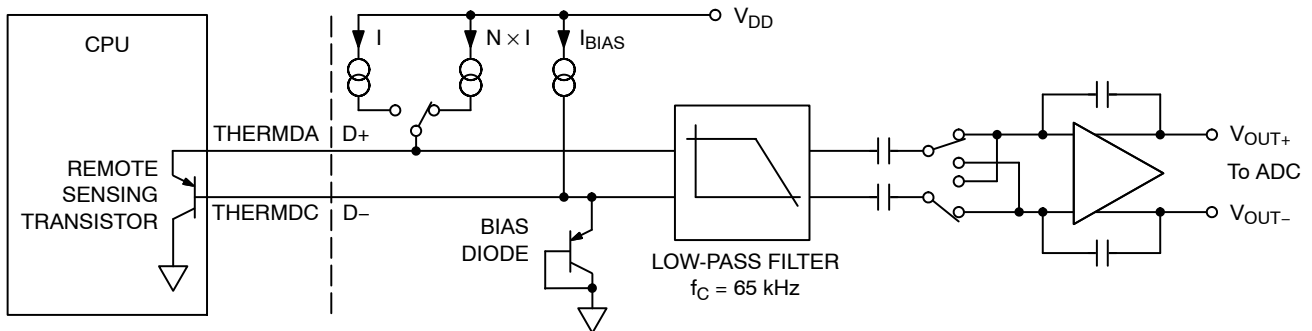 CPU
I
N × I
I_BIAS
V_DD
THERMDA
D+
REMOTE
SENSING
TRANSISTOR
THERMDC
D−
BIAS
DIODE
LOW−PASS FILTER
f_C = 65 kHz
V_OUT+
To ADC
V_OUT−